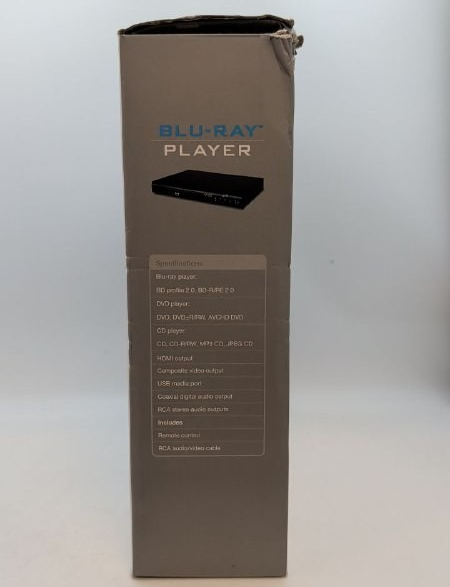 BLU-RAY™
PLAYER
Specifications
Blu-ray player:
BD profile 2.0, BD-R/RE 2.0
DVD player:
DVD, DVD±R/RW, AVCHD DVD
CD player:
CD, CD-R/RW, MP3 CD, JPEG CD
HDMI output
Composite video output
USB media port
Coaxial digital audio output
RCA stereo audio outputs
Includes
Remote control
RCA audio/video cable